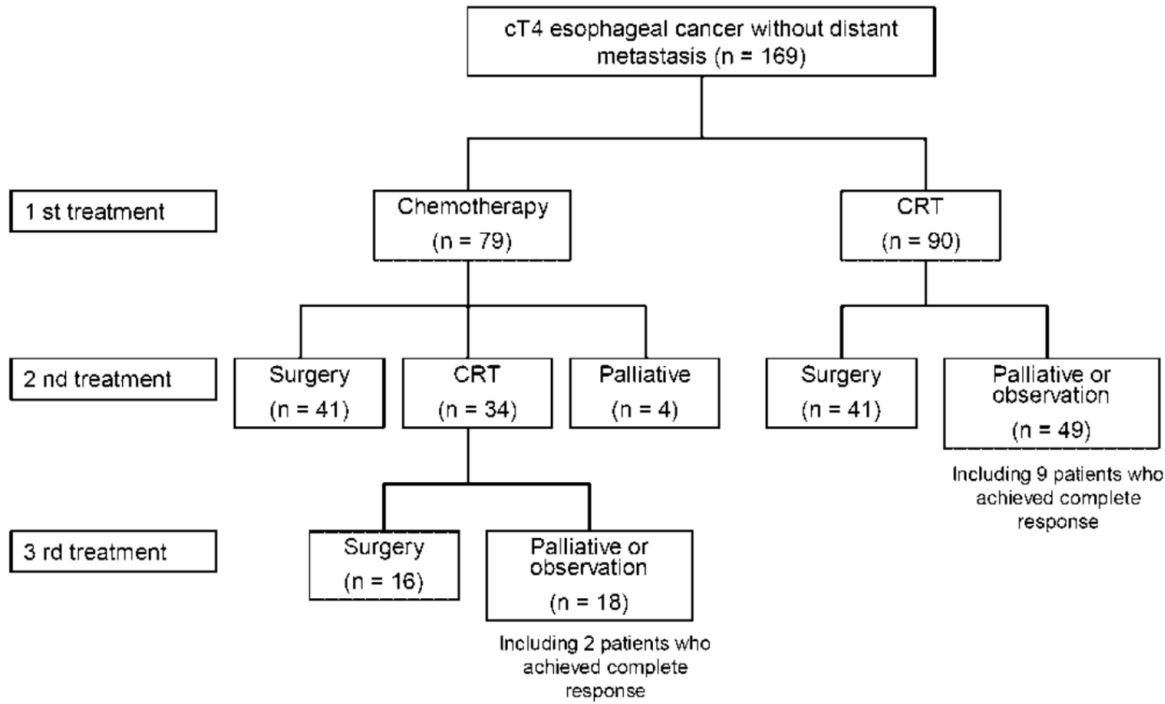 cT4 esophageal cancer without distant
metastasis (n = 169)
1 st treatment
Chemotherapy
(n = 79)
CRT
(n = 90)
2 nd treatment
Surgery
(n = 41)
CRT
(n = 34)
Palliative
(n = 4)
Surgery
(n = 41)
Palliative or
observation
(n = 49)
Including 9 patients who
achieved complete
response
3 rd treatment
Surgery
(n = 16)
Palliative or
observation
(n = 18)
Including 2 patients who
achieved complete
response